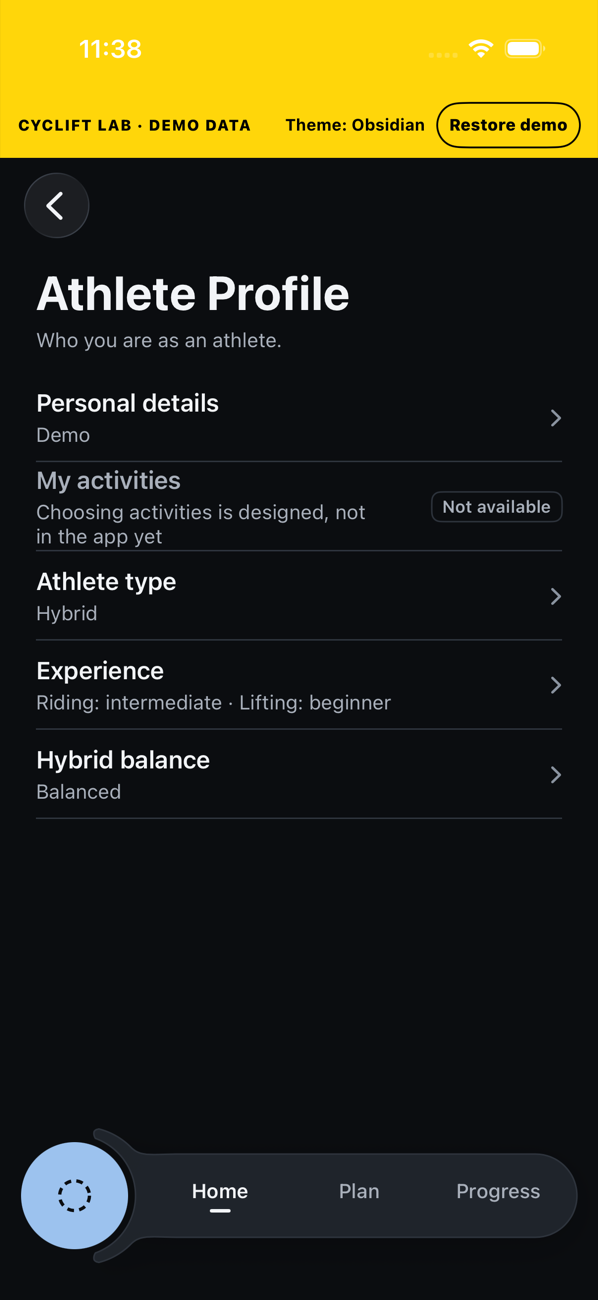 11:38
CYCLIFT LAB · DEMO DATA
Theme: Obsidian
Restore demo
Athlete Profile
Who you are as an athlete.
Personal details
Demo
My activities
Choosing activities is designed, not
in the app yet
Not available
Athlete type
Hybrid
Experience
Riding: intermediate · Lifting: beginner
Hybrid balance
Balanced
Home
Plan
Progress